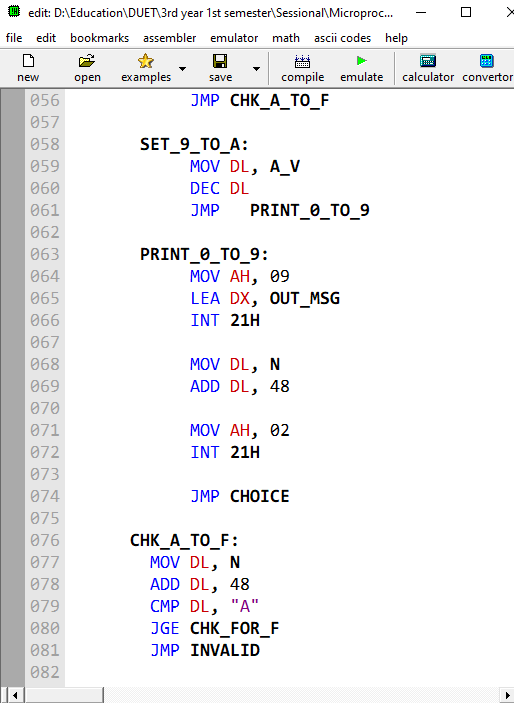 edit: D:\Education\DUET\3rd year 1st semester\Sessional\Microproc...
file edit bookmarks assembler emulator math ascii codes help
new open examples save compile emulate calculator convertor
056 JMP CHK_A_TO_F
057
058 SET_9_TO_A:
059 MOV DL, A_V
060 DEC DL
061 JMP PRINT_0_TO_9
062
063 PRINT_0_TO_9:
064 MOV AH, 09
065 LEA DX, OUT_MSG
066 INT 21H
067
068 MOV DL, N
069 ADD DL, 48
070
071 MOV AH, 02
072 INT 21H
073
074 JMP CHOICE
075
076 CHK_A_TO_F:
077 MOV DL, N
078 ADD DL, 48
079 CMP DL, "A"
080 JGE CHK_FOR_F
081 JMP INVALID
082